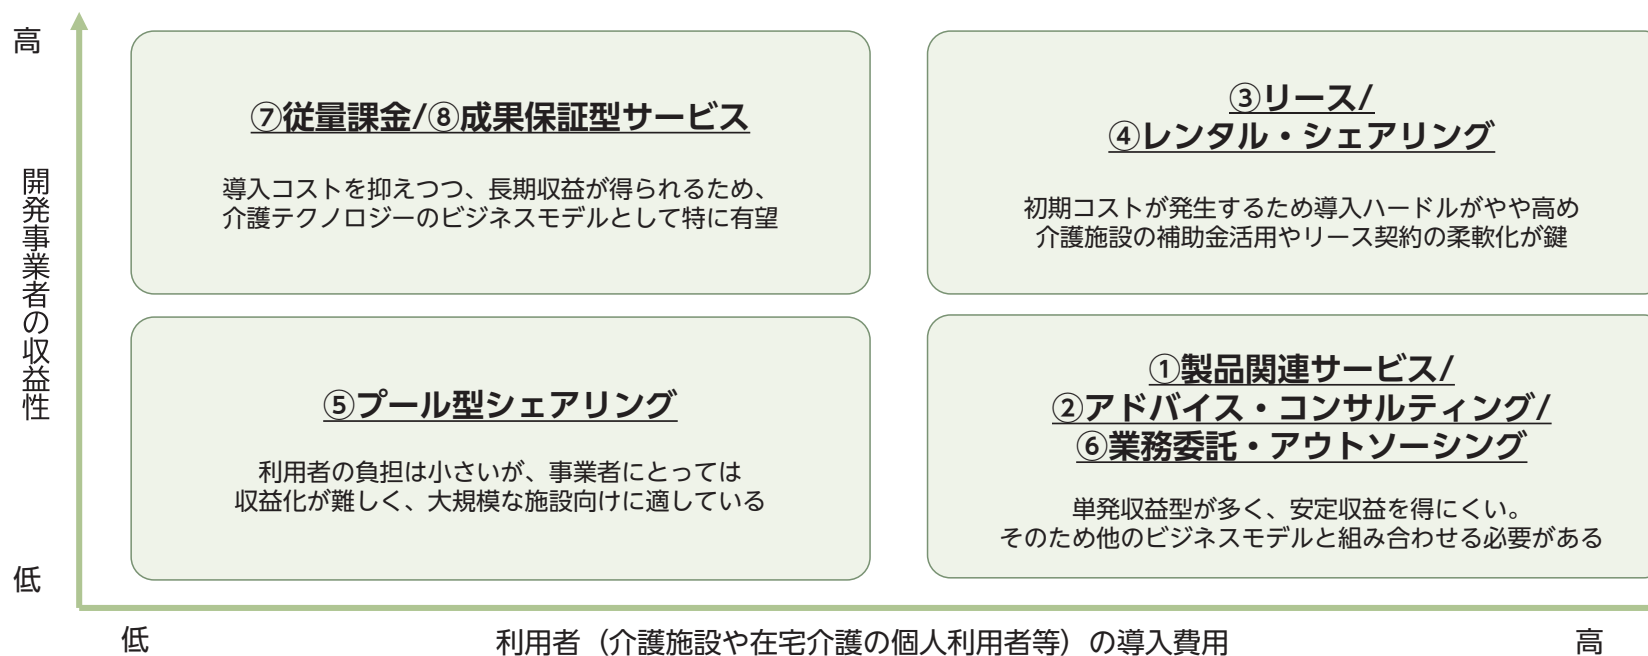 高
開発事業者の収益性
低
⑦従量課金/⑧成果保証型サービス
導入コストを抑えつつ、長期収益が得られるため、
介護テクノロジーのビジネスモデルとして特に有望
③リース/
④レンタル・シェアリング
初期コストが発生するため導入ハードルがやや高め
介護施設の補助金活用やリース契約の柔軟化が鍵
⑤プール型シェアリング
利用者の負担は小さいが、事業者にとっては
収益化が難しく、大規模な施設向けに適している
①製品関連サービス/
②アドバイス・コンサルティング/
⑥業務委託・アウトソーシング
単発収益型が多く、安定収益を得にくい。
そのため他のビジネスモデルと組み合わせる必要がある
低
利用者（介護施設や在宅介護の個人利用者等）の導入費用
高